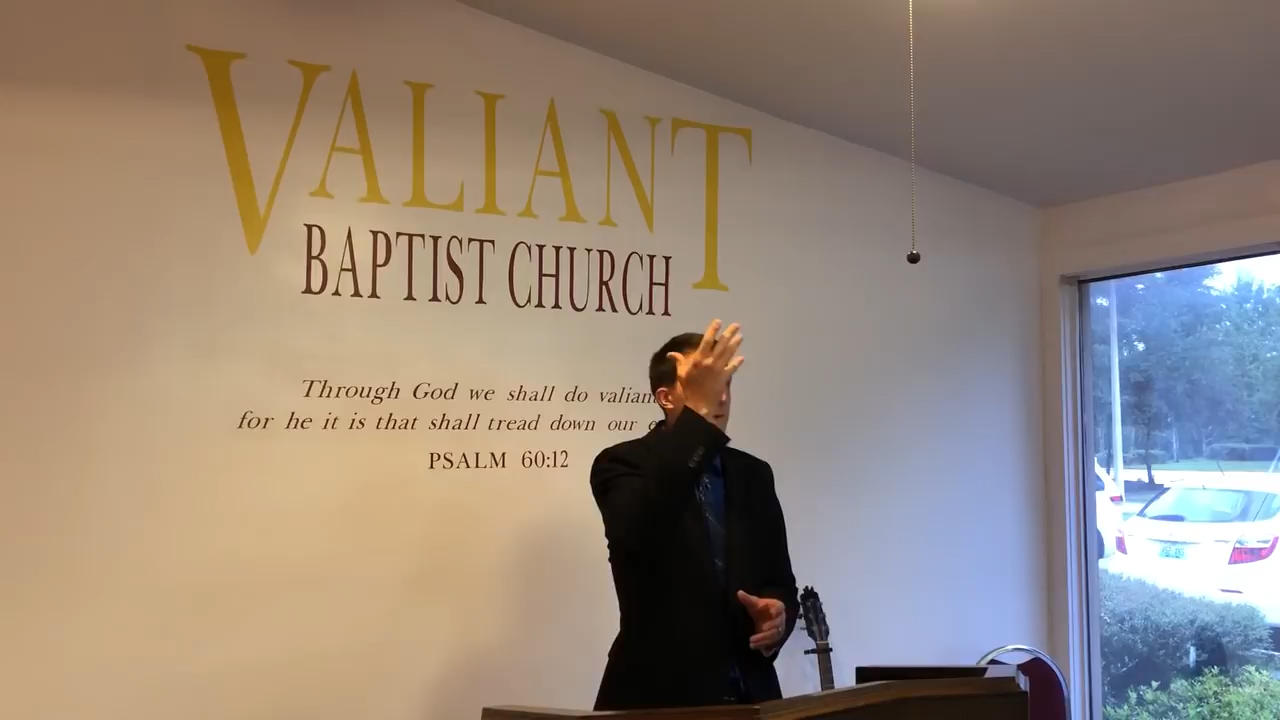 VALIANT
BAPTIST CHURCH
Through God we shall do
for he it is that shall tread down our
PSALM 60:12